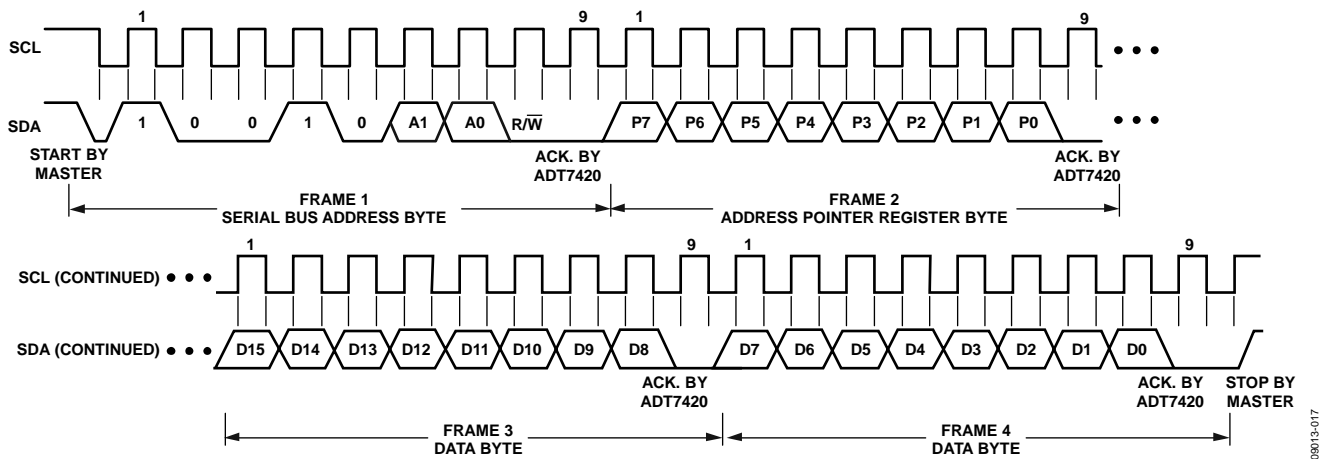 1 9 1 9
SCL
SDA 1 0 0 1 0 A1 A0 R/W̅ P7 P6 P5 P4 P3 P2 P1 P0
START BY
MASTER
ACK. BY
ADT7420
ACK. BY
ADT7420
FRAME 1
SERIAL BUS ADDRESS BYTE
FRAME 2
ADDRESS POINTER REGISTER BYTE
1 9 1 9
SCL (CONTINUED)
SDA (CONTINUED) D15 D14 D13 D12 D11 D10 D9 D8 D7 D6 D5 D4 D3 D2 D1 D0
ACK. BY
ADT7420
ACK. BY
ADT7420
STOP BY
MASTER
FRAME 3
DATA BYTE
FRAME 4
DATA BYTE
09013-017